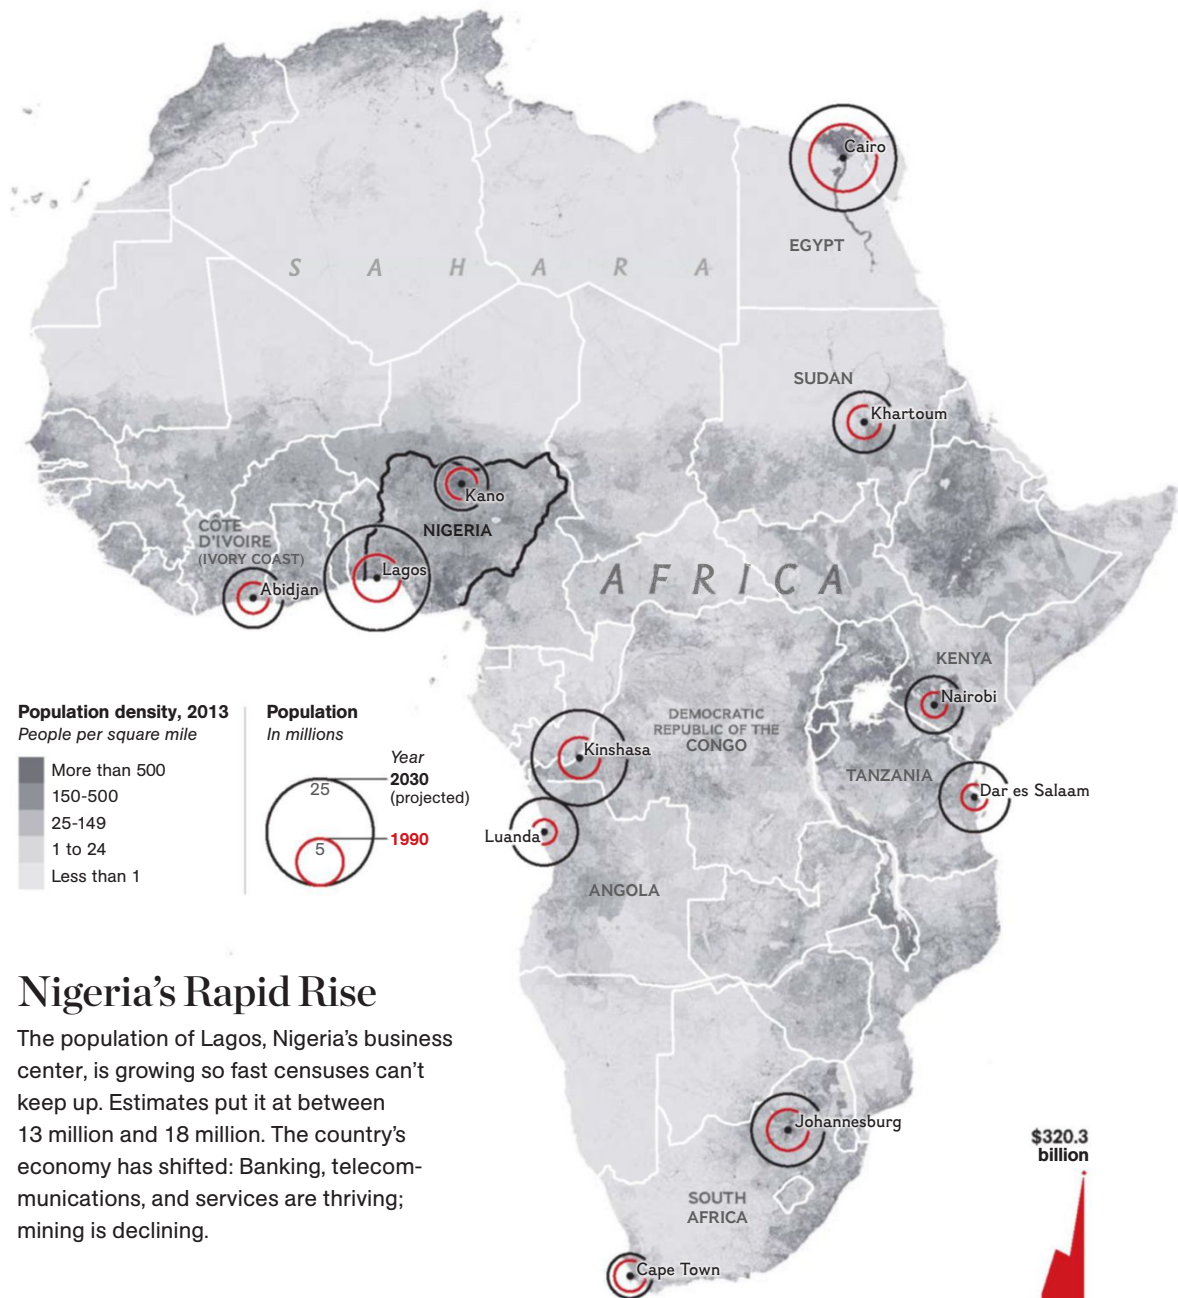 Cairo
EGYPT
S A H A R A
SUDAN
Khartoum
Kano
NIGERIA
CÔTE
D'IVOIRE
(IVORY COAST)
Abidjan
Lagos
AFRICA
KENYA
Nairobi
DEMOCRATIC
REPUBLIC OF THE
CONGO
Kinshasa
TANZANIA
Dar es Salaam
Luanda
ANGOLA
Population density, 2013
People per square mile
More than 500
150-500
25-149
1 to 24
Less than 1
Population
In millions
Year
2030
(projected)
25
1990
5
Nigeria’s Rapid Rise
The population of Lagos, Nigeria’s business
center, is growing so fast censuses can’t
keep up. Estimates put it at between
13 million and 18 million. The country’s
economy has shifted: Banking, telecom-
munications, and services are thriving;
mining is declining.
Johannesburg
SOUTH
AFRICA
Cape Town
$320.3
billion